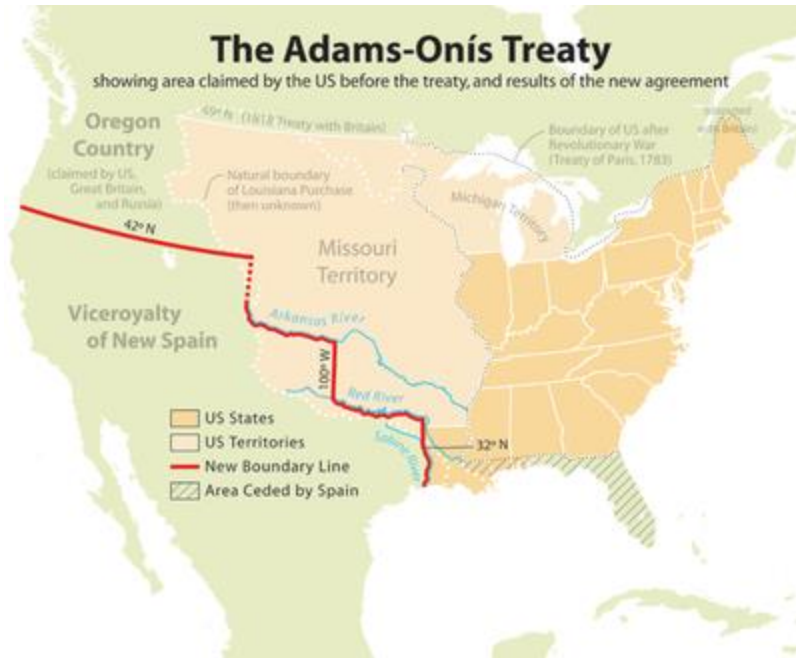 The Adams-Onís Treaty
showing area claimed by the US before the treaty, and results of the new agreement
49º N (1818 Treaty with Britain)
with Britain)
Oregon
Country
(claimed by US,
Great Britain,
and Rusia)
Boundary of US after
Revolutionary War
(Treaty of Paris, 1783)
Natural boundary
of Louisiana Purchase
(then unknown)
Michigan Territory
42º N
Missouri
Territory
Viceroyalty
of New Spain
Arkansas River
100º W
Red River
Sabine River
32º N
US States
US Territories
New Boundary Line
Area Ceded by Spain